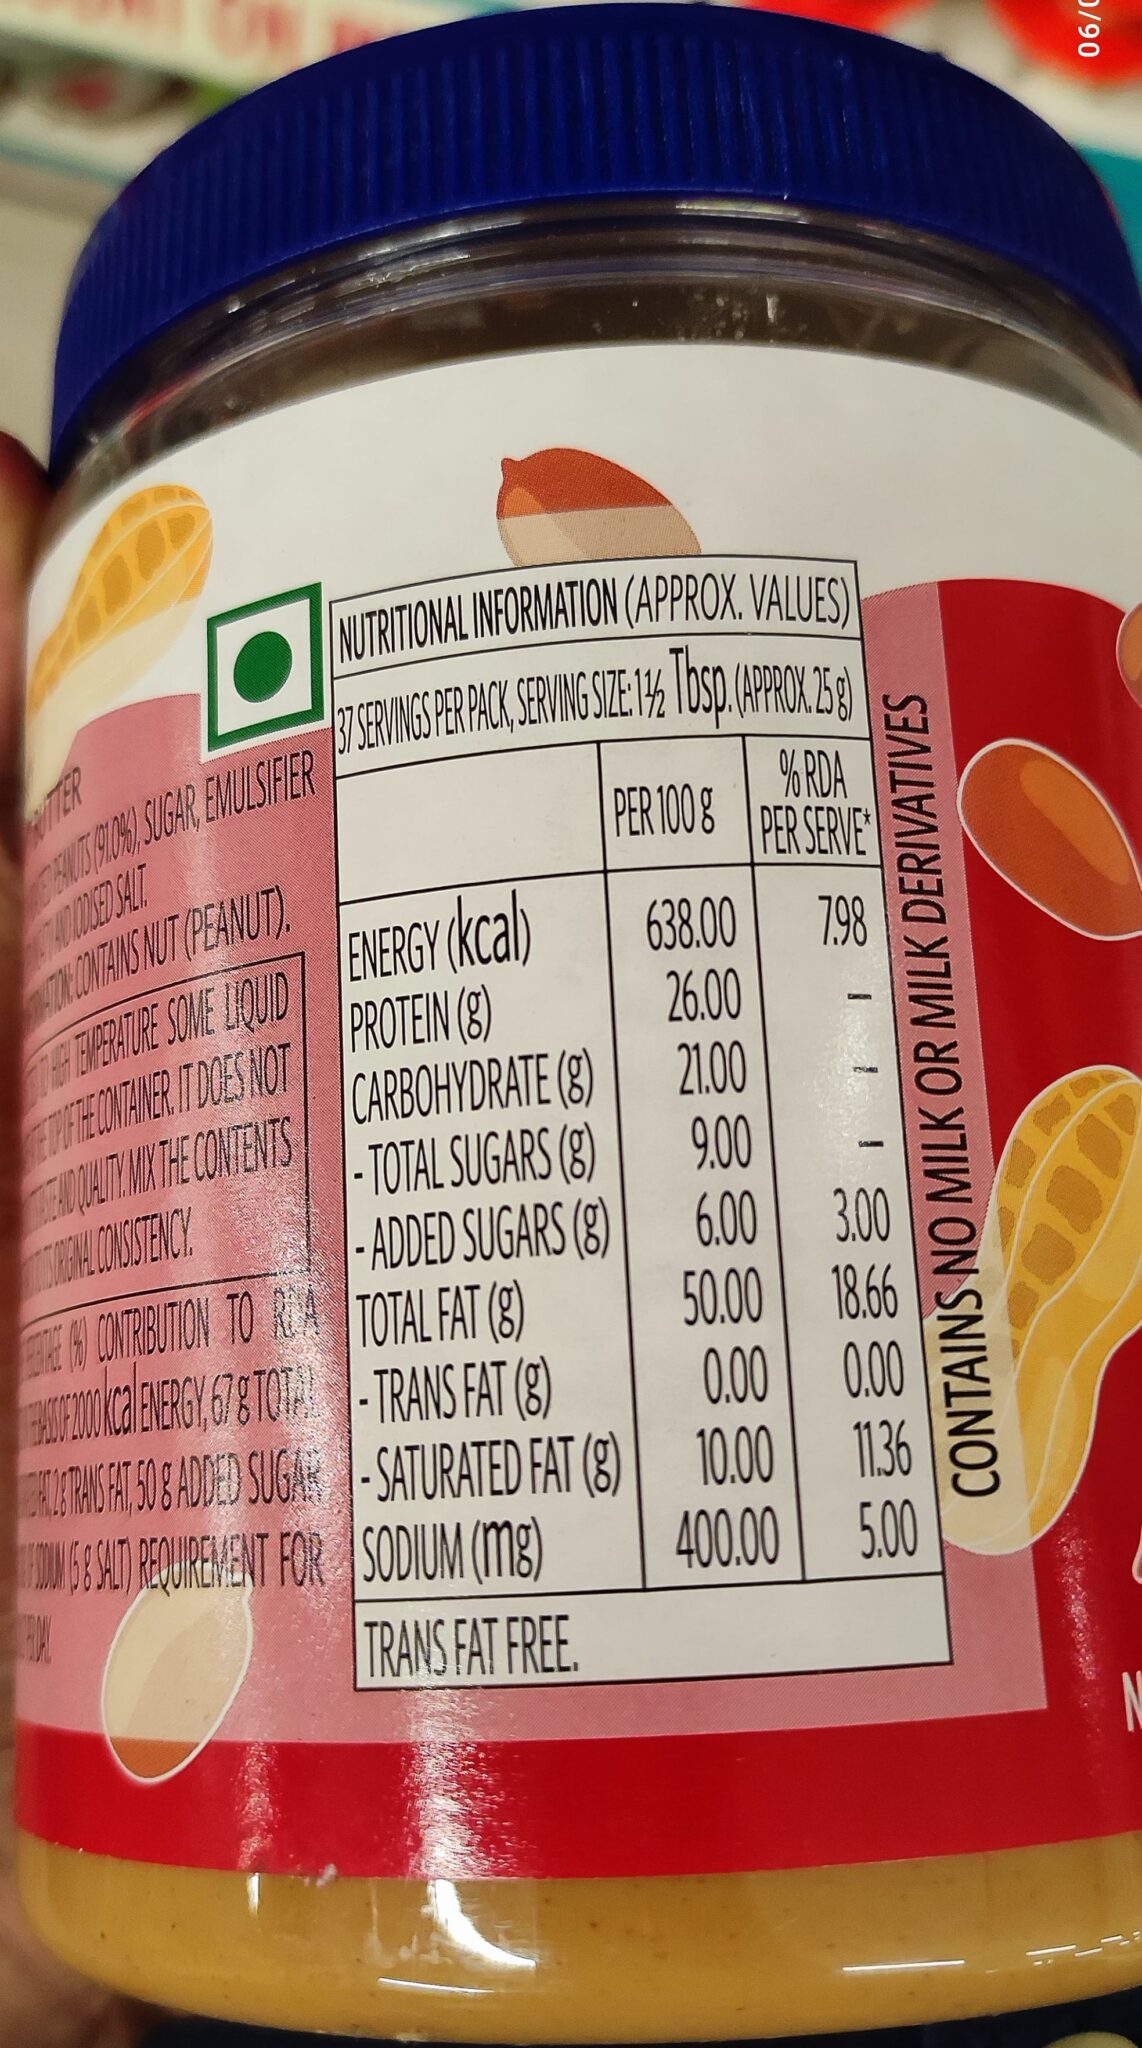 06/0
UTTER
PEANUTS (91.0%), SUGAR, EMULSIFIER
AND IODISED SALT.
CONTAINS NUT (PEANUT).
HIGH TEMPERATURE SOME LIQUID
TOP OF THE CONTAINER. IT DOES NOT
AND QUALITY. MIX THE CONTENTS
ITS ORIGINAL CONSISTENCY.
(%) CONTRIBUTION TO RDA
OF 2000 kcal ENERGY, 67 g TOTAL
2 g TRANS FAT, 50 g ADDED SUGAR
SODIUM (5 g SALT) REQUIREMENT FOR
NUTRITIONAL INFORMATION (APPROX. VALUES)
37 SERVINGS PER PACK, SERVING SIZE: 1½ Tbsp. (APPROX. 25 g)
PER 100 g % RDA PER SERVE*
ENERGY (kcal) 638.00 7.98
PROTEIN (g) 26.00 –
CARBOHYDRATE (g) 21.00 –
- TOTAL SUGARS (g) 9.00 –
- ADDED SUGARS (g) 6.00 3.00
TOTAL FAT (g) 50.00 18.66
- TRANS FAT (g) 0.00 0.00
- SATURATED FAT (g) 10.00 11.36
SODIUM (mg) 400.00 5.00
TRANS FAT FREE.
CONTAINS NO MILK OR MILK DERIVATIVES